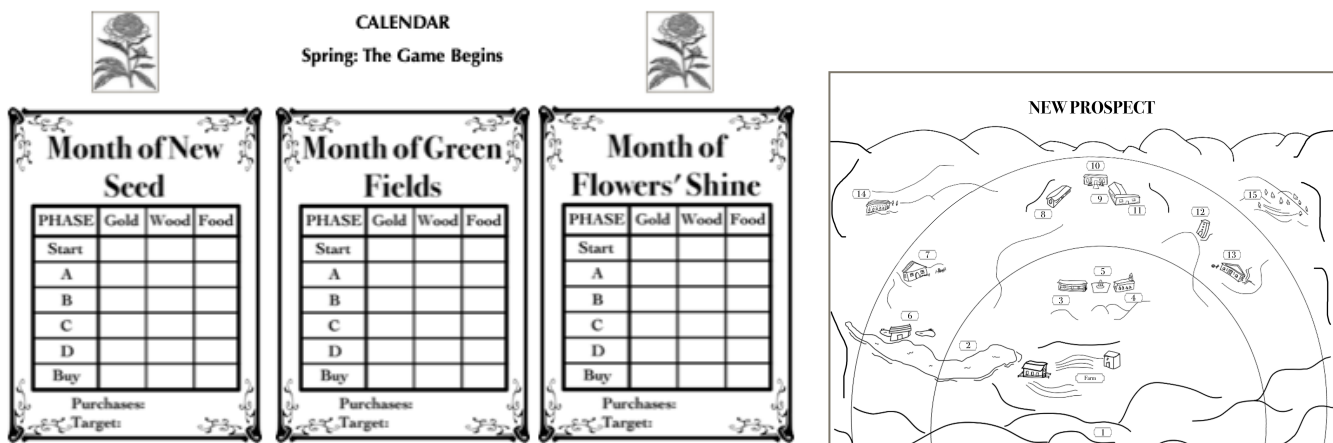 CALENDAR
Spring: The Game Begins
Month of New
Seed
PHASE Gold Wood Food
Start
A
B
C
D
Buy
Purchases:
Target:
Month of Green
Fields
PHASE Gold Wood Food
Start
A
B
C
D
Buy
Purchases:
Target:
Month of
Flowers' Shine
PHASE Gold Wood Food
Start
A
B
C
D
Buy
Purchases:
Target:
NEW PROSPECT
10
14
15
8
9
11
12
7
13
5
3
4
6
2
Farm
1